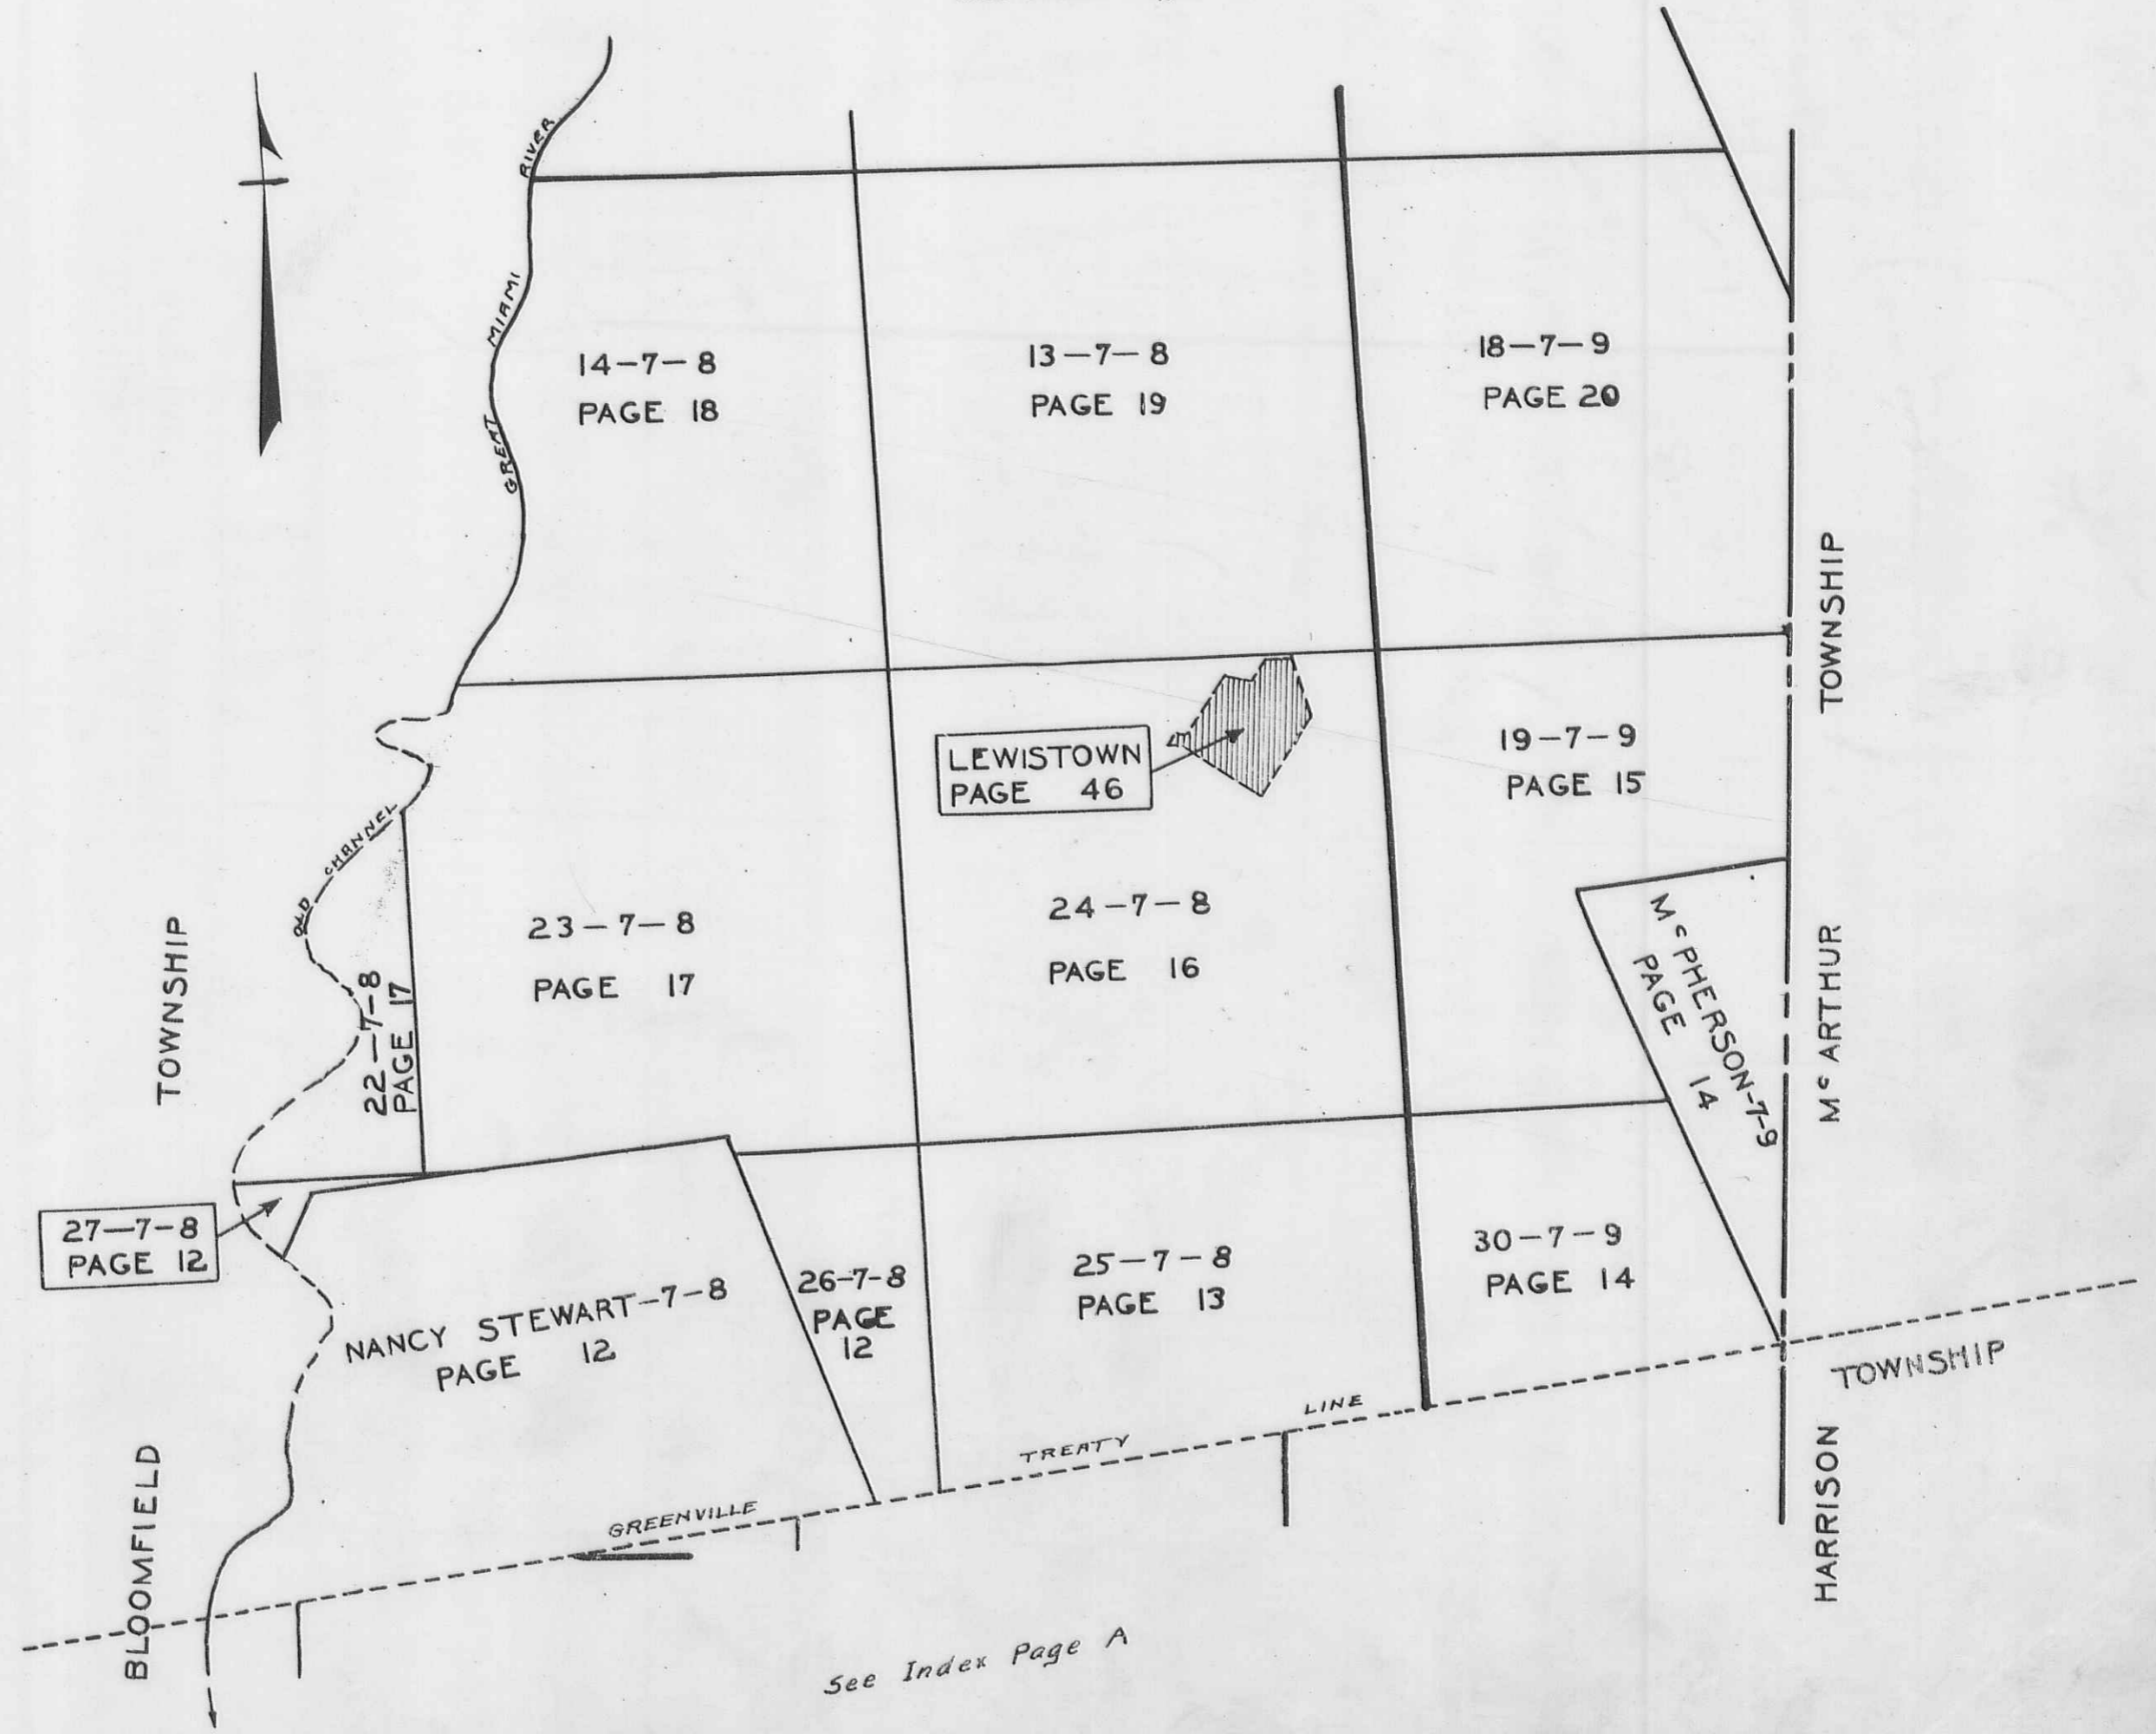 RIVER
MIAMI
GREAT
14-7-8
PAGE 18
13-7-8
PAGE 19
18-7-9
PAGE 20
TOWNSHIP
LEWISTOWN
PAGE 46
19-7-9
PAGE 15
OLD CHANNEL
TOWNSHIP
22-7-8
PAGE 17
23-7-8
PAGE 17
24-7-8
PAGE 16
McPHERSON-7-9
PAGE 14
Mc ARTHUR
27-7-8
PAGE 12
NANCY STEWART-7-8
PAGE 12
26-7-8
PAGE
12
25-7-8
PAGE 13
30-7-9
PAGE 14
TOWNSHIP
GREENVILLE TREATY LINE
BLOOMFIELD
HARRISON
See Index Page A